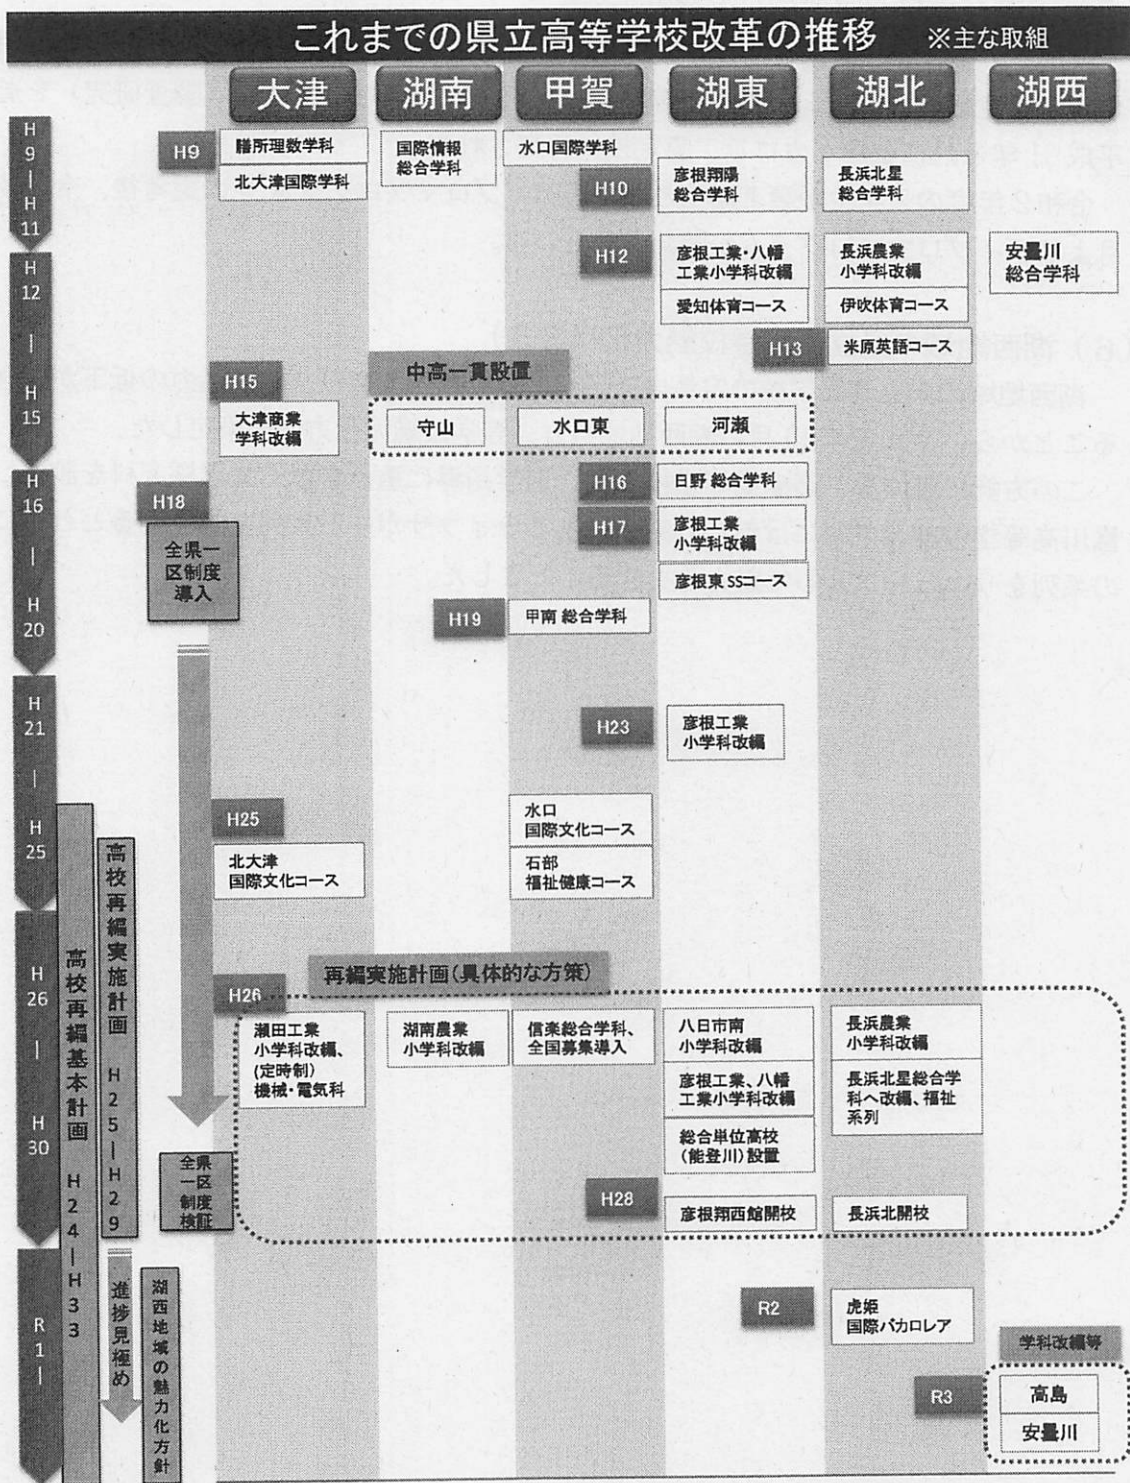 これまでの県立高等学校改革の推移 ※主な取組
大津
湖南
甲賀
湖東
湖北
湖西
H9
|
H11
H9
膳所理数学科
北大津国際学科
国際情報
総合学科
水口国際学科
H10
彦根翔陽
総合学科
長浜北星
総合学科
H12
|
H15
H12
彦根工業・八幡
工業小学科改編
愛知体育コース
長浜農業
小学科改編
伊吹体育コース
安曇川
総合学科
H13
米原英語コース
H15
大津商業
学科改編
中高一貫設置
守山
水口東
河瀬
H16
|
H20
H16
日野 総合学科
H17
彦根工業
小学科改編
彦根東 SSコース
H18
全県一
区制度
導入
H19
甲南 総合学科
H21
|
H25
H23
彦根工業
小学科改編
H25
北大津
国際文化コース
水口
国際文化コース
石部
福祉健康コース
高校再編基本計画 H24―H33
高校再編実施計画 H25―H29
H26
|
H30
再編実施計画(具体的な方策)
H26
瀬田工業
小学科改編、
(定時制)
機械・電気科
湖南農業
小学科改編
信楽総合学科、
全国募集導入
八日市南
小学科改編
彦根工業、八幡
工業小学科改編
総合単位高校
(能登川)設置
長浜農業
小学科改編
長浜北星総合学
科へ改編、福祉
系列
全県
一区
制度
検証
H28
彦根翔西館開校
長浜北開校
R1|
進捗見極め
湖西地域の魅力化方針
R2
虎姫
国際バカロレア
学科改編等
R3
高島
安曇川